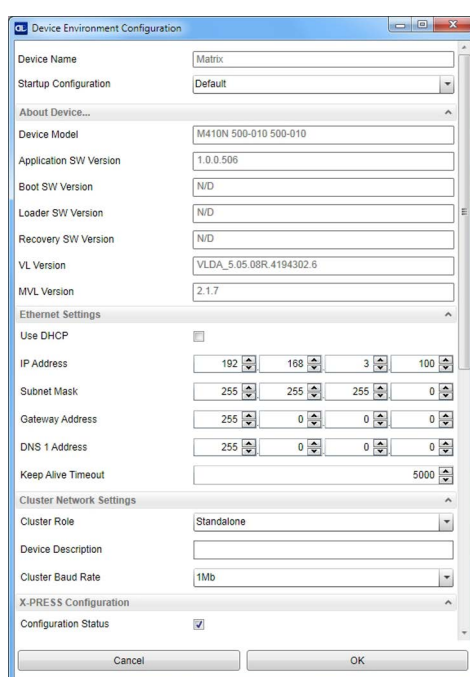 DL Device Environment Configuration
Device Name Matrix
Startup Configuration Default
About Device...
Device Model M410N 500-010 500-010
Application SW Version 1.0.0.506
Boot SW Version N/D
Loader SW Version N/D
Recovery SW Version N/D
VL Version VLDA_5.05.08R.4194302.6
MVL Version 2.1.7
Ethernet Settings
Use DHCP
IP Address 192 . 168 . 3 . 100
Subnet Mask 255 . 255 . 255 . 0
Gateway Address 255 . 0 . 0 . 0
DNS 1 Address 255 . 0 . 0 . 0
Keep Alive Timeout 5000
Cluster Network Settings
Cluster Role Standalone
Device Description
Cluster Baud Rate 1Mb
X-PRESS Configuration
Configuration Status
Cancel OK